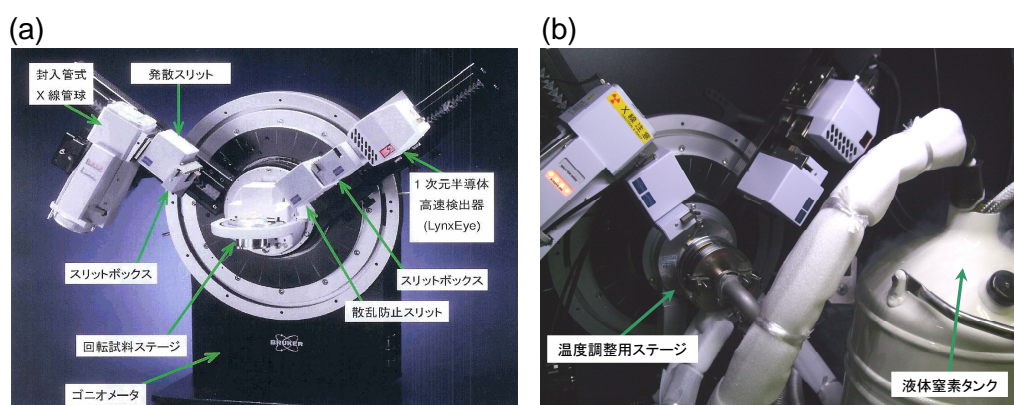 (a)
(b)
封入管式
X 線管球
発散スリット
スリットボックス
回転試料ステージ
ゴニオメータ
1 次元半導体
高速検出器
(LynxEye)
スリットボックス
散乱防止スリット
BRUKER
X線注意
温度調整用ステージ
液体窒素タンク